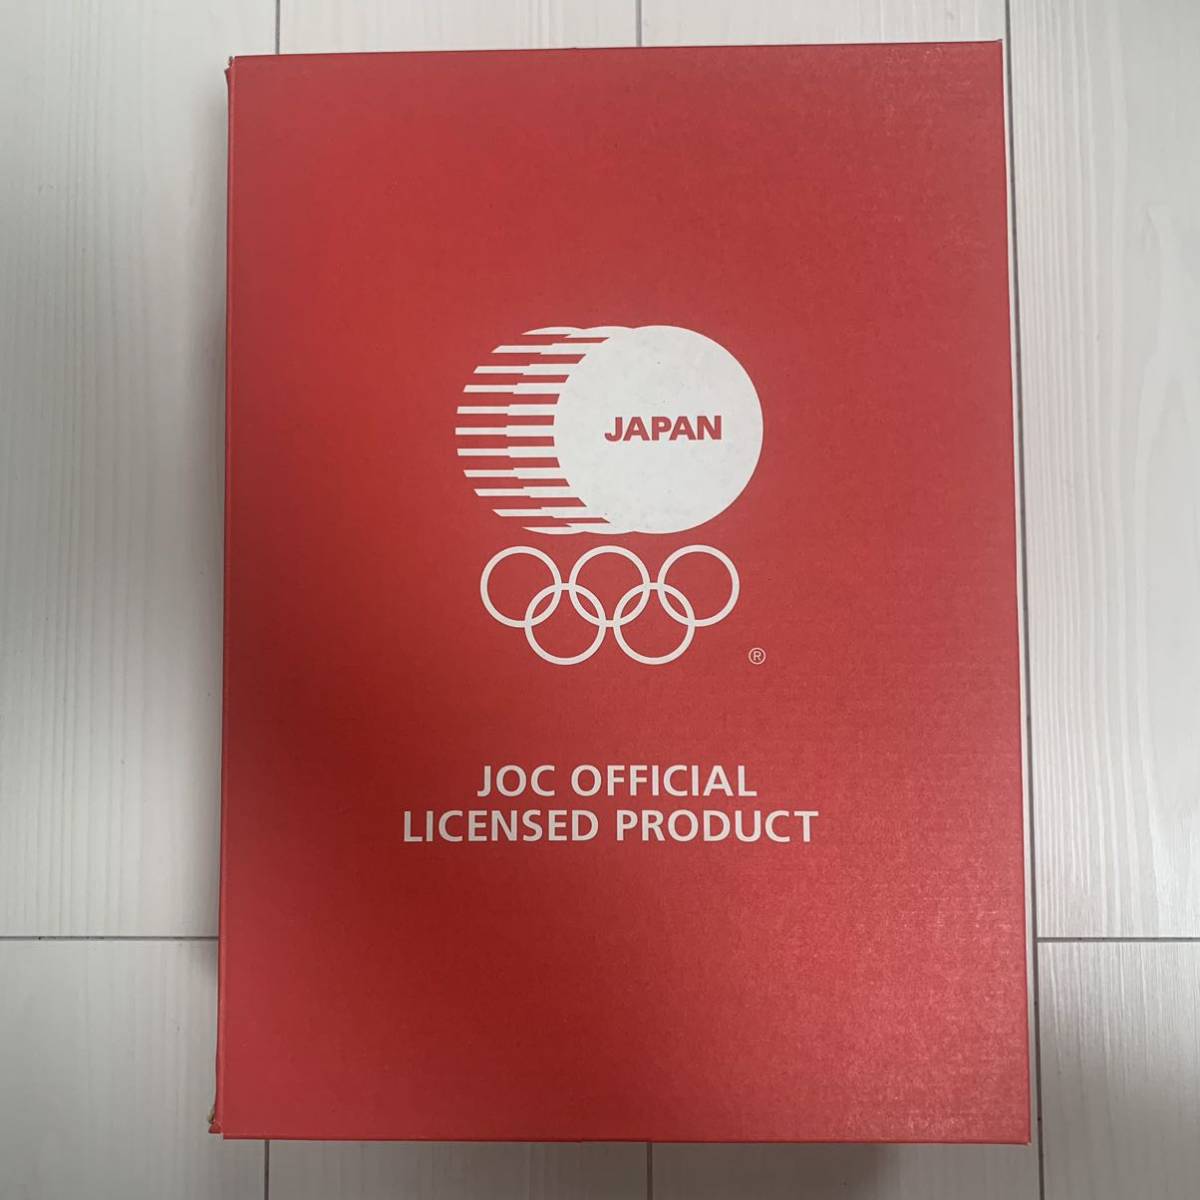 JAPAN
®
JOC OFFICIAL
LICENSED PRODUCT